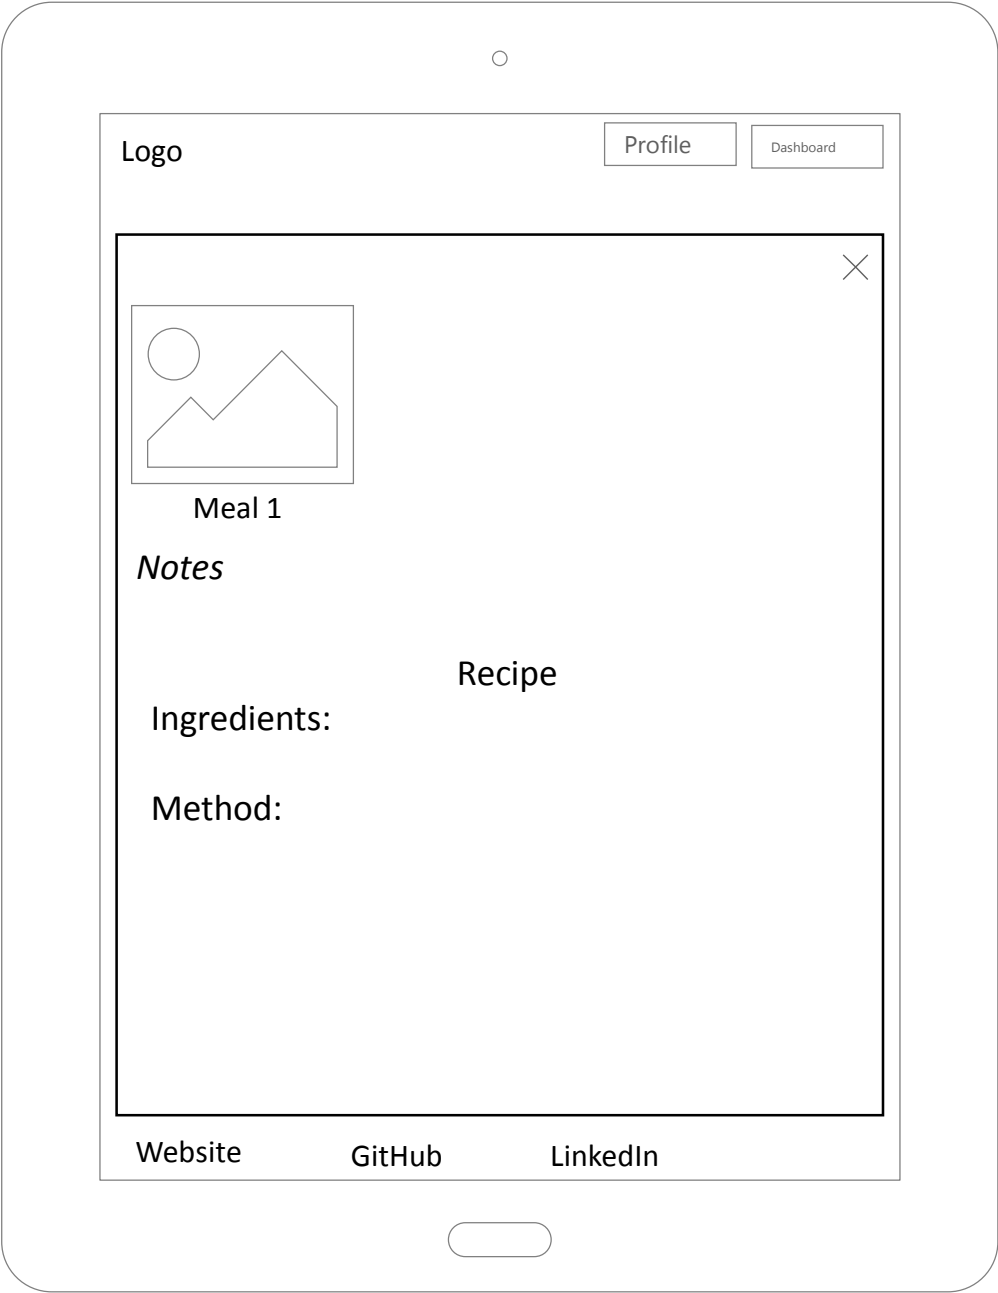 Logo
Profile
Dashboard
Meal 1
Notes
Recipe
Ingredients:
Method:
Website
GitHub
LinkedIn